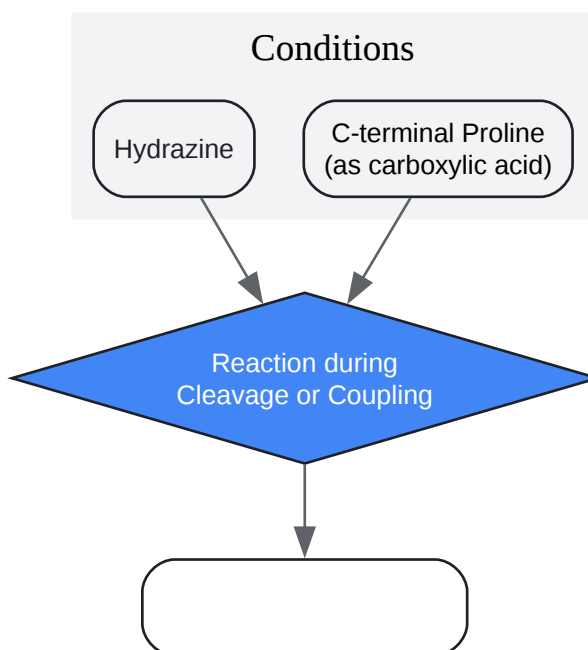 Conditions
Hydrazine
C-terminal Proline
(as carboxylic acid)
Reaction during
Cleavage or Coupling